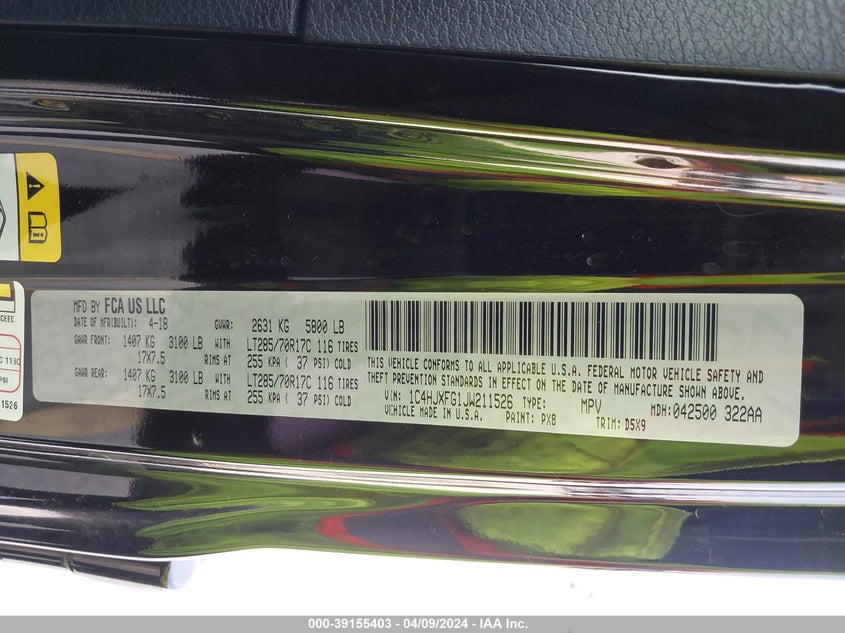 CEEC
C 1160
PSI
1526
MFD BY FCA US LLC
DATE OF MFR(BUILT): 4-18 GVWR: 2631 KG 5800 LB
GAWR FRONT: 1407 KG 3100 LB WITH LT285/70R17C 116 TIRES
17X7.5 RIMS AT 255 KPA ( 37 PSI) COLD
GAWR REAR: 1407 KG 3100 LB WITH LT285/70R17C 116 TIRES
17X7.5 RIMS AT 255 KPA ( 37 PSI) COLD
THIS VEHICLE CONFORMS TO ALL APPLICABLE U.S.A. FEDERAL MOTOR VEHICLE SAFETY AND
THEFT PREVENTION STANDARDS IN EFFECT ON THE DATE OF MANUFACTURE SHOWN ABOVE.
VIN: 1C4HJXFG1JW211526 TYPE: MPV MDH: 042500 322AA
VEHICLE MADE IN U.S.A. PAINT: PX8 TRIM: D5X9
000-39155403 - 04/09/2024 - IAA Inc.